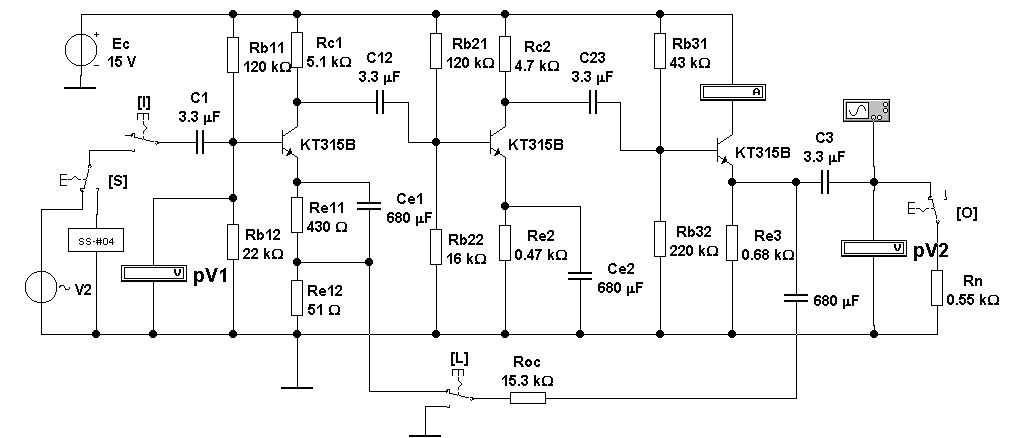 Ec
15 V
+
−
Rb11
120 kΩ
Rc1
5.1 kΩ
C12
3.3 μF
Rb21
120 kΩ
Rc2
4.7 kΩ
C23
3.3 μF
Rb31
43 kΩ
A
[I]
C1
3.3 μF
KT315B
KT315B
KT315B
C3
3.3 μF
E
E
[S]
SS-#04
V2
V
pV1
Rb12
22 kΩ
Re11
430 Ω
Ce1
680 μF
Re12
51 Ω
Rb22
16 kΩ
Re2
0.47 kΩ
Ce2
680 μF
Rb32
220 kΩ
Re3
0.68 kΩ
680 μF
V
pV2
E
[O]
Rn
0.55 kΩ
[L]
E
Roc
15.3 kΩ